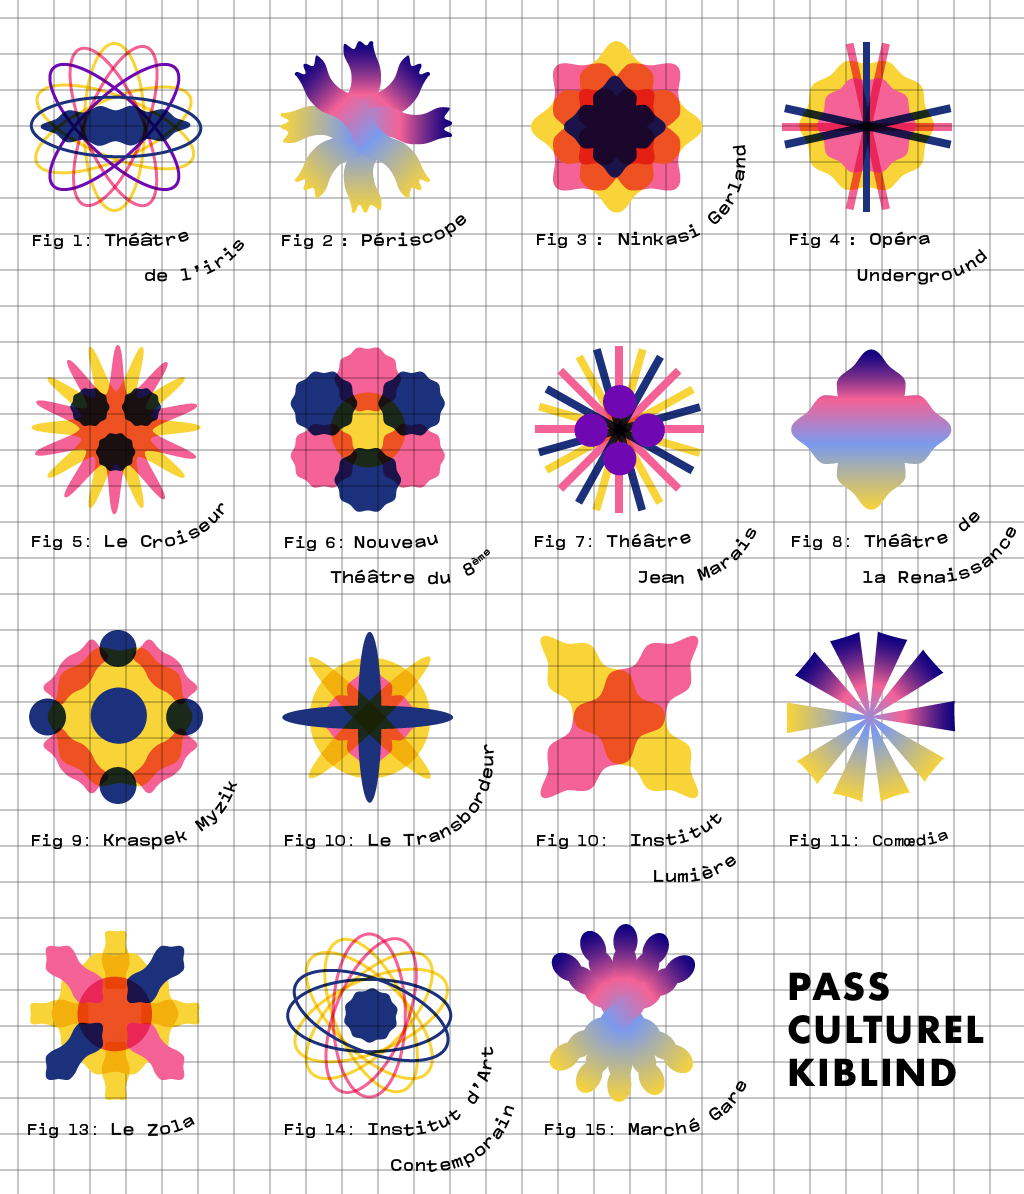 Fig 1: Théâtre
de l'iris
Fig 2 : Périscope
Fig 3 : Ninkasi Gerland
Fig 4 : Opéra
Underground
Fig 5: Le Croiseur
Fig 6: Nouveau
Théâtre du 8ème
Fig 7: Théâtre
Jean Marais
Fig 8: Théâtre de
la Renaissance
Fig 9: Kraspek Myzik
Fig 10: Le Transbordeur
Fig 10: Institut
Lumière
Fig 11: Comœdia
Fig 13: Le Zola
Fig 14: Institut d'Art
Contemporain
Fig 15: Marché Gare
PASS
CULTUREL
KIBLIND